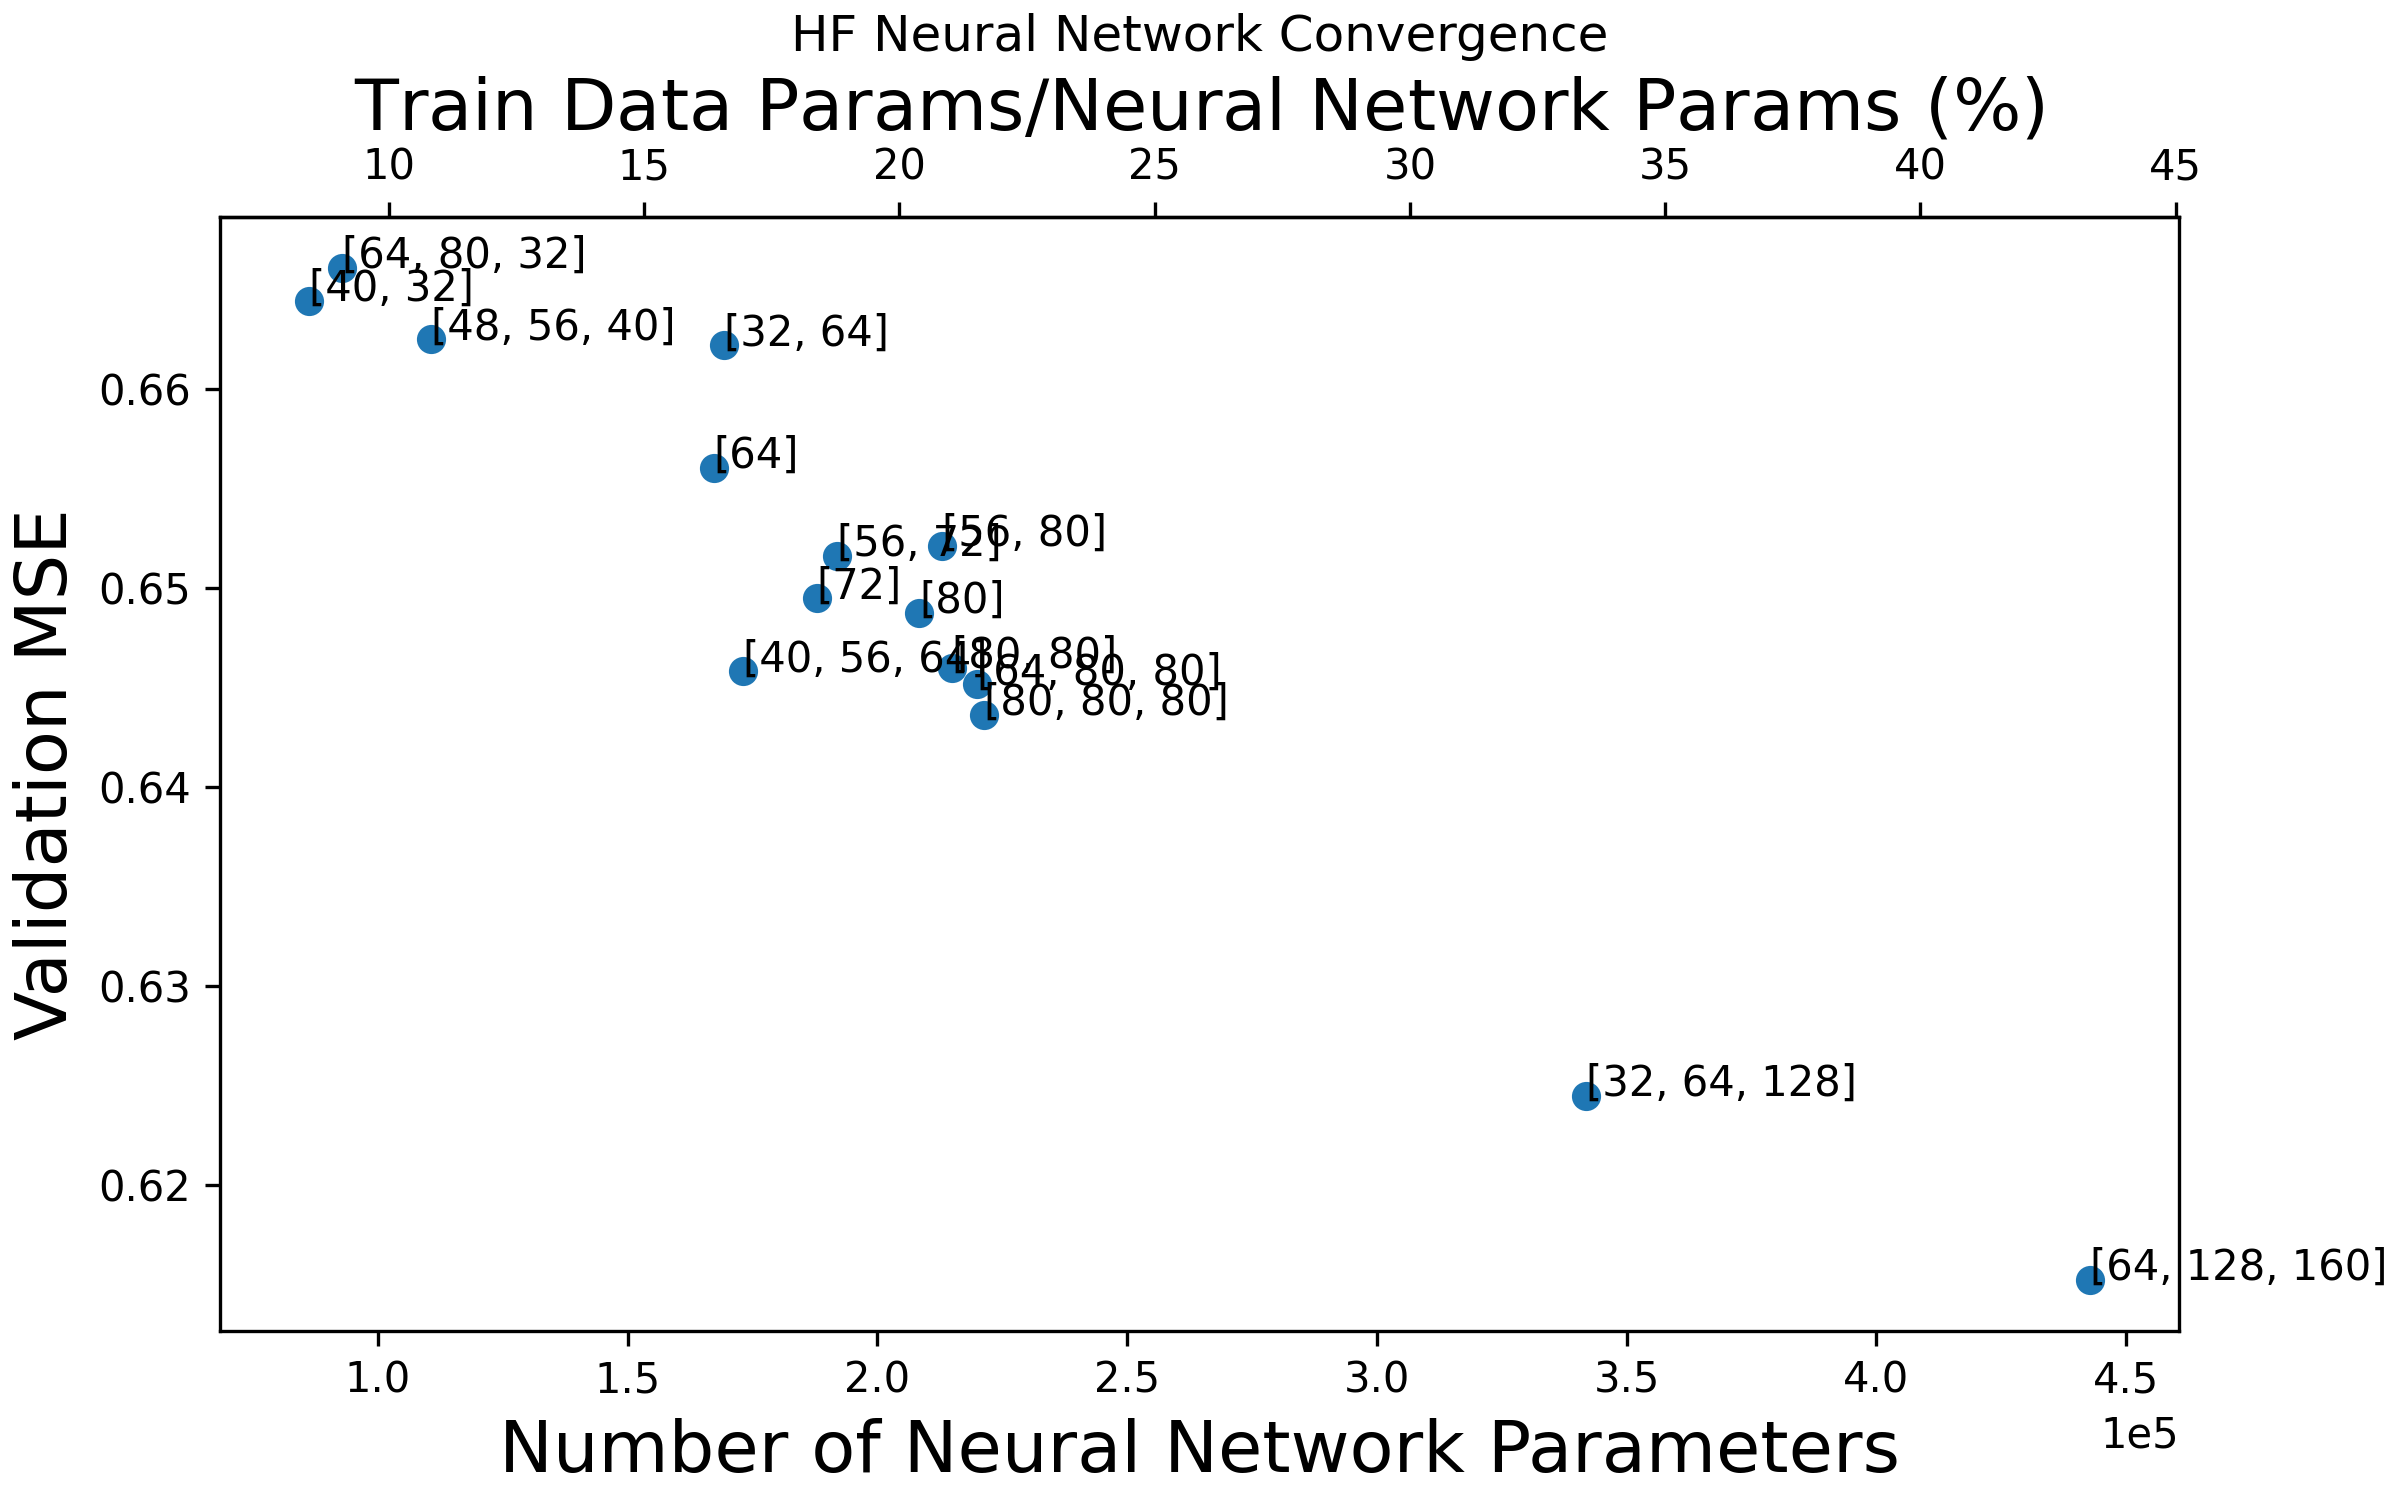 HF Neural Network Convergence
Train Data Params/Neural Network Params (%)
10 15 20 25 30 35 40 45
[64, 80, 32]
[40, 32]
[48, 56, 40]
[32, 64]
0.66
[64]
[56, 80]
[56, 72]
0.65
[72]
[80]
[40, 56, 64]
[80, 80]
[64, 80, 80]
[80, 80, 80]
0.64
Validation MSE
0.63
[32, 64, 128]
0.62
[64, 128, 160]
1.0 1.5 2.0 2.5 3.0 3.5 4.0 4.5
1e5
Number of Neural Network Parameters